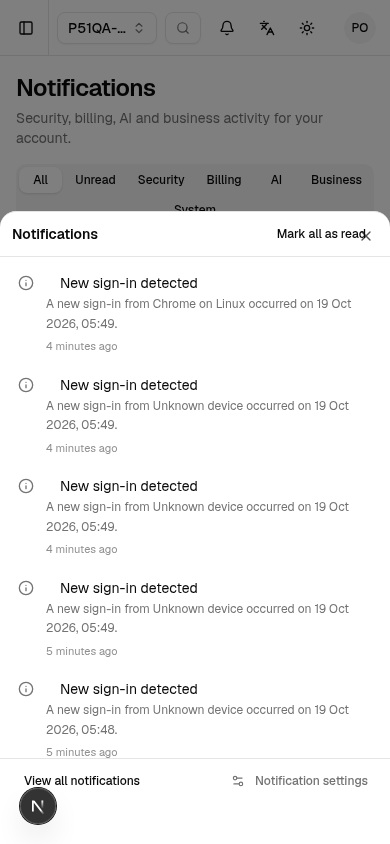 P51QA-...
PO
Notifications
Security, billing, AI and business activity for your
account.
All Unread Security Billing AI Business
System
Notifications Mark all as read
New sign-in detected
A new sign-in from Chrome on Linux occurred on 19 Oct
2026, 05:49.
4 minutes ago
New sign-in detected
A new sign-in from Unknown device occurred on 19 Oct
2026, 05:49.
4 minutes ago
New sign-in detected
A new sign-in from Unknown device occurred on 19 Oct
2026, 05:49.
4 minutes ago
New sign-in detected
A new sign-in from Unknown device occurred on 19 Oct
2026, 05:49.
5 minutes ago
New sign-in detected
A new sign-in from Unknown device occurred on 19 Oct
2026, 05:48.
5 minutes ago
View all notifications Notification settings
N